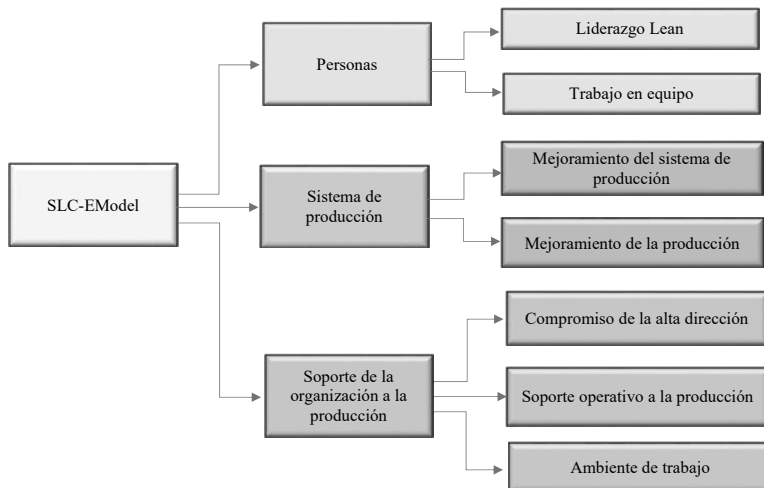 Liderazgo Lean
Personas
Trabajo en equipo
Mejoramiento del sistema de
producción
SLC-EModel
Sistema de
producción
Mejoramiento de la producción
Compromiso de la alta dirección
Soporte de la
organización a la
producción
Soporte operativo a la producción
Ambiente de trabajo